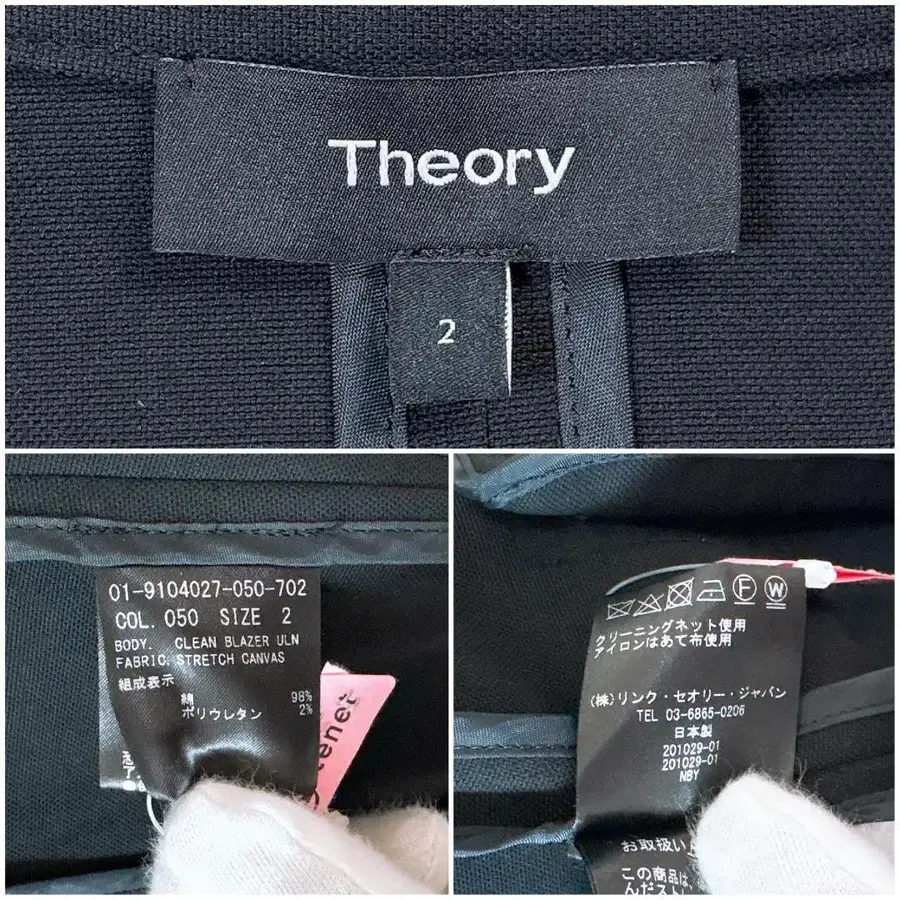 Theory
2
01-9104027-050-702
COL. 050 SIZE 2
BODY. CLEAN BLAZER ULN
FABRIC. STRETCH CANVAS
組成表示
綿 98%
ポリウレタン 2%
F W
クリーニングネット使用
アイロンはあて布使用
(株)リンク・セオリー・ジャパン
TEL 03-6865-0206
日本製
201029-01
201029-01
NBY
お取扱い
この商品は、
んだスト